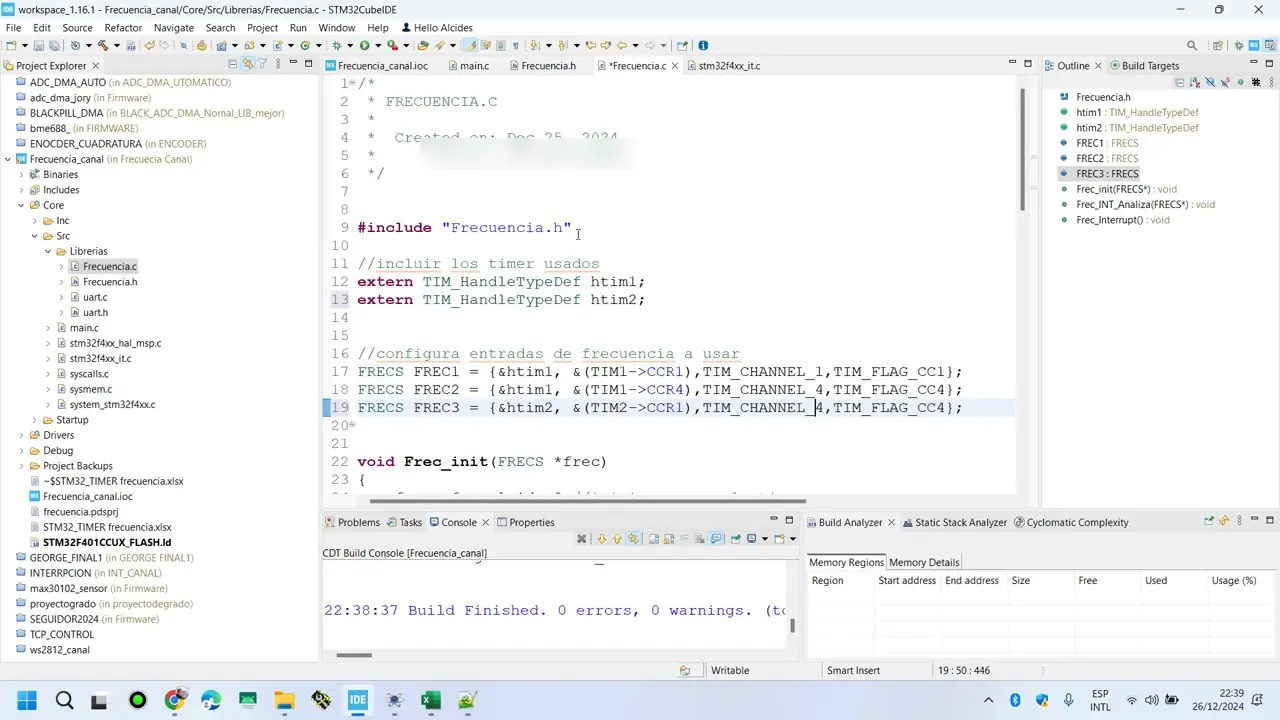 workspace_1.16.1 - Frecuencia_canal/Core/Src/Librerias/Frecuencia.c - STM32CubeIDE
File Edit Source Refactor Navigate Search Project Run Window Help Hello Alcides
Project Explorer
ADC_DMA_AUTO (in ADC_DMA_UTOMATICO)
adc_dma_jory (in Firmware)
BLACKPILL_DMA (in BLACK_ADC_DMA_Nornal_LIB_mejor)
bme688_ (in FIRMWARE)
ENOCDER_CUADRATURA (in ENCODER)
Frecuencia_canal (in Frecuecia Canal)
Binaries
Includes
Core
Inc
Src
Librerias
Frecuencia.c
Frecuencia.h
uart.c
uart.h
main.c
stm32f4xx_hal_msp.c
stm32f4xx_it.c
syscalls.c
sysmem.c
system_stm32f4xx.c
Startup
Drivers
Debug
Project Backups
~$STM32_TIMER frecuencia.xlsx
Frecuencia_canal.ioc
frecuencia.pdsprj
STM32_TIMER frecuencia.xlsx
STM32F401CCUX_FLASH.ld
GEORGE_FINAL1 (in GEORGE FINAL1)
INTERRPCION (in INT_CANAL)
max30102_sensor (in Firmware)
proyectogrado (in proyectodegrado)
SEGUIDOR2024 (in Firmware)
TCP_CONTROL
ws2812_canal
Frecuencia_canal.ioc main.c Frecuencia.h *Frecuencia.c stm32f4xx_it.c
1 /*
2 * FRECUENCIA.C
3 *
4 * Created on: Dec 25, 2024
5 *
6 */
7
8
9 #include "Frecuencia.h"
10
11 //incluir los timer usados
12 extern TIM_HandleTypeDef htim1;
13 extern TIM_HandleTypeDef htim2;
14
15
16 //configura entradas de frecuencia a usar
17 FRECS FREC1 = {&htim1, &(TIM1->CCR1),TIM_CHANNEL_1,TIM_FLAG_CC1};
18 FRECS FREC2 = {&htim1, &(TIM1->CCR4),TIM_CHANNEL_4,TIM_FLAG_CC4};
19 FRECS FREC3 = {&htim2, &(TIM2->CCR1),TIM_CHANNEL_4,TIM_FLAG_CC4};
20
21
22 void Frec_init(FRECS *frec)
23 {
Outline Build Targets
Frecuencia.h
htim1 : TIM_HandleTypeDef
htim2 : TIM_HandleTypeDef
FREC1 : FRECS
FREC2 : FRECS
FREC3 : FRECS
Frec_init(FRECS*) : void
Frec_INT_Analiza(FRECS*) : void
Frec_Interrupt() : void
Problems Tasks Console Properties
CDT Build Console [Frecuencia_canal]
22:38:37 Build Finished. 0 errors, 0 warnings. (to
Build Analyzer Static Stack Analyzer Cyclomatic Complexity
Memory Regions Memory Details
Region Start address End address Size Free Used Usage (%)
Writable Smart Insert 19 : 50 : 446
IDE
ESP
INTL
22:39
26/12/2024